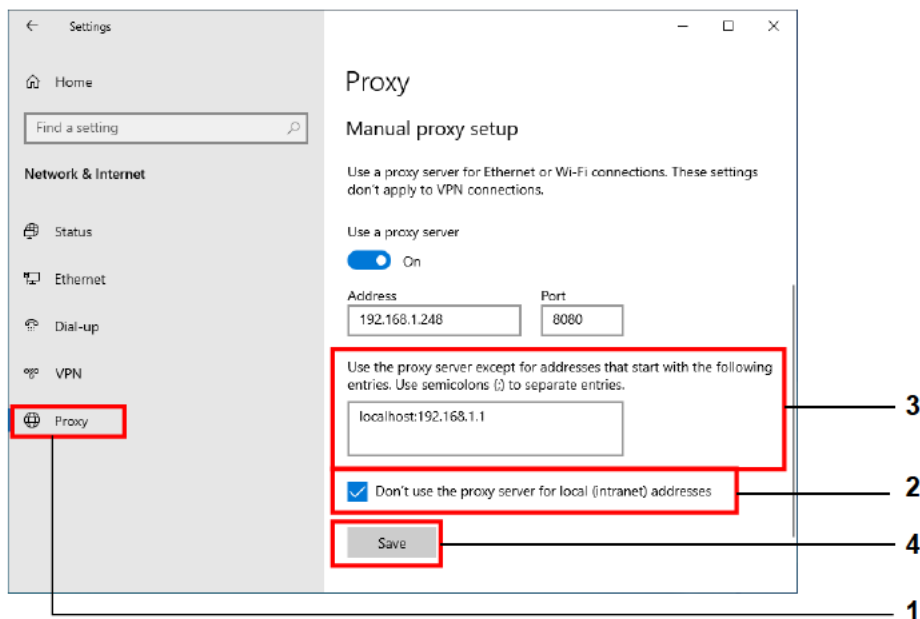 Settings
Home
Find a setting
Network & Internet
Status
Ethernet
Dial-up
VPN
Proxy
Proxy
Manual proxy setup
Use a proxy server for Ethernet or Wi-Fi connections. These settings
don't apply to VPN connections.
Use a proxy server
On
Address Port
192.168.1.248 8080
Use the proxy server except for addresses that start with the following
entries. Use semicolons (;) to separate entries.
localhost:192.168.1.1
3
Don't use the proxy server for local (intranet) addresses
2
Save
4
1